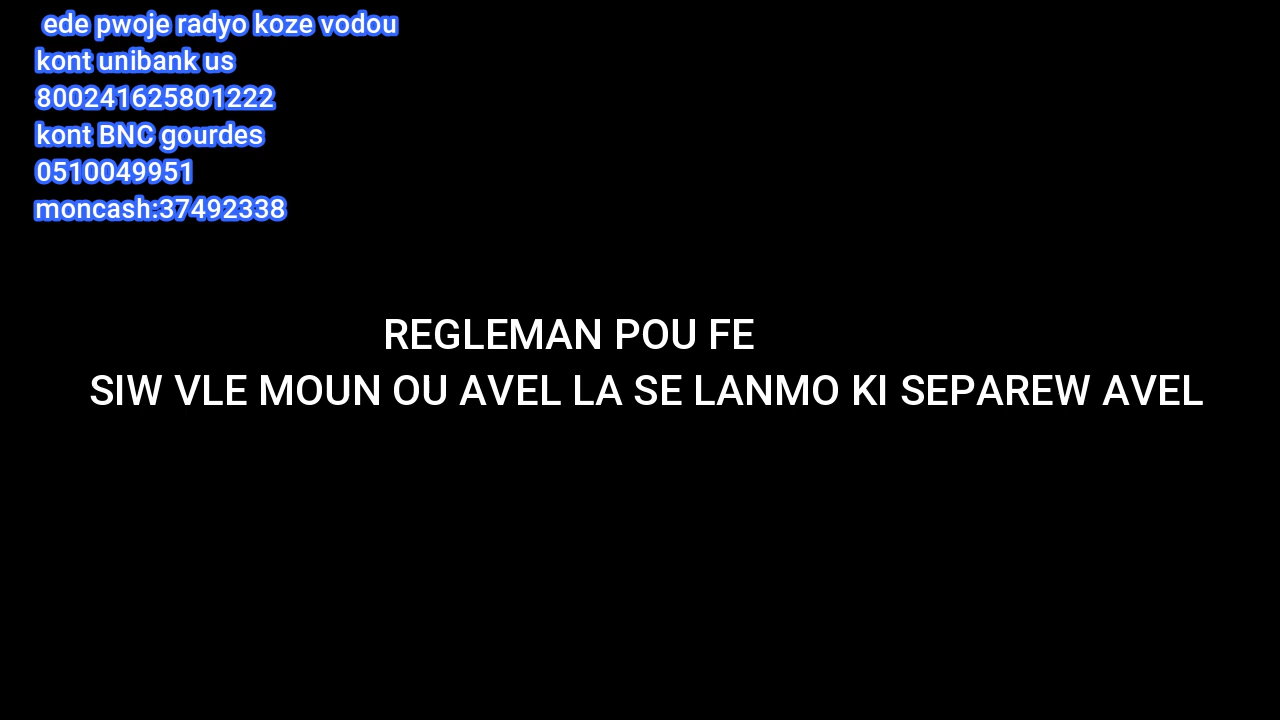 ede pwoje radyo koze vodou
kont unibank us
800241625801222
kont BNC gourdes
0510049951
moncash:37492338
REGLEMAN POU FE
SIW VLE MOUN OU AVEL LA SE LANMO KI SEPAREW AVEL